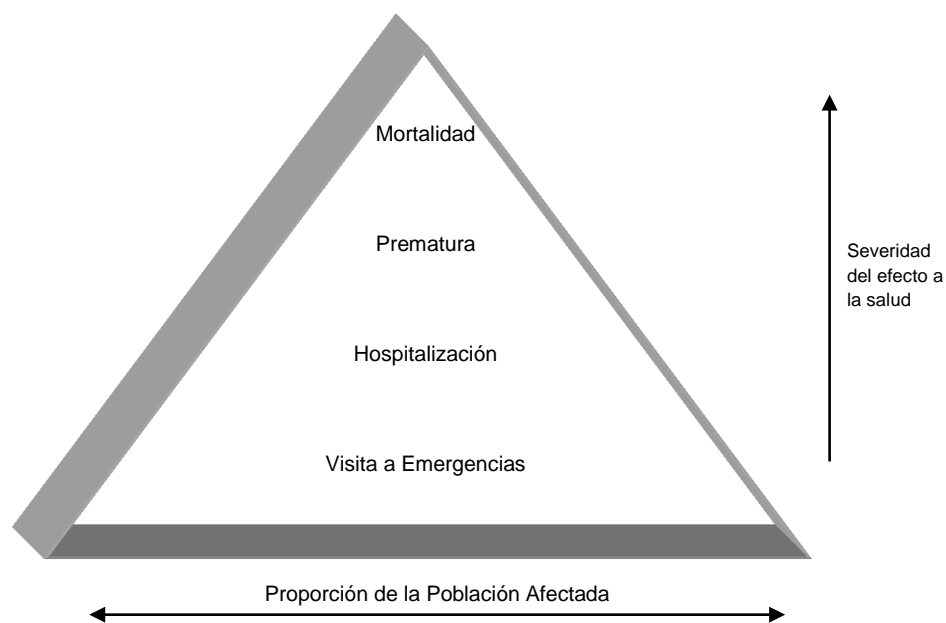 Mortalidad
Prematura
Severidad
del efecto a
la salud
Hospitalización
Visita a Emergencias
Proporción de la Población Afectada